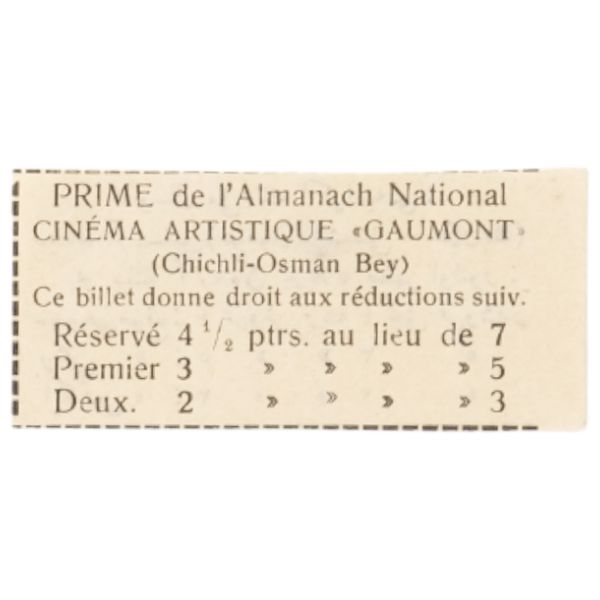 PRIME de l'Almanach National
CINÉMA ARTISTIQUE «GAUMONT»
(Chichli-Osman Bey)
Ce billet donne droit aux réductions suiv.
Réservé 4 ½ ptrs. au lieu de 7
Premier 3 » » » » 5
Deux. 2 » » » » 3